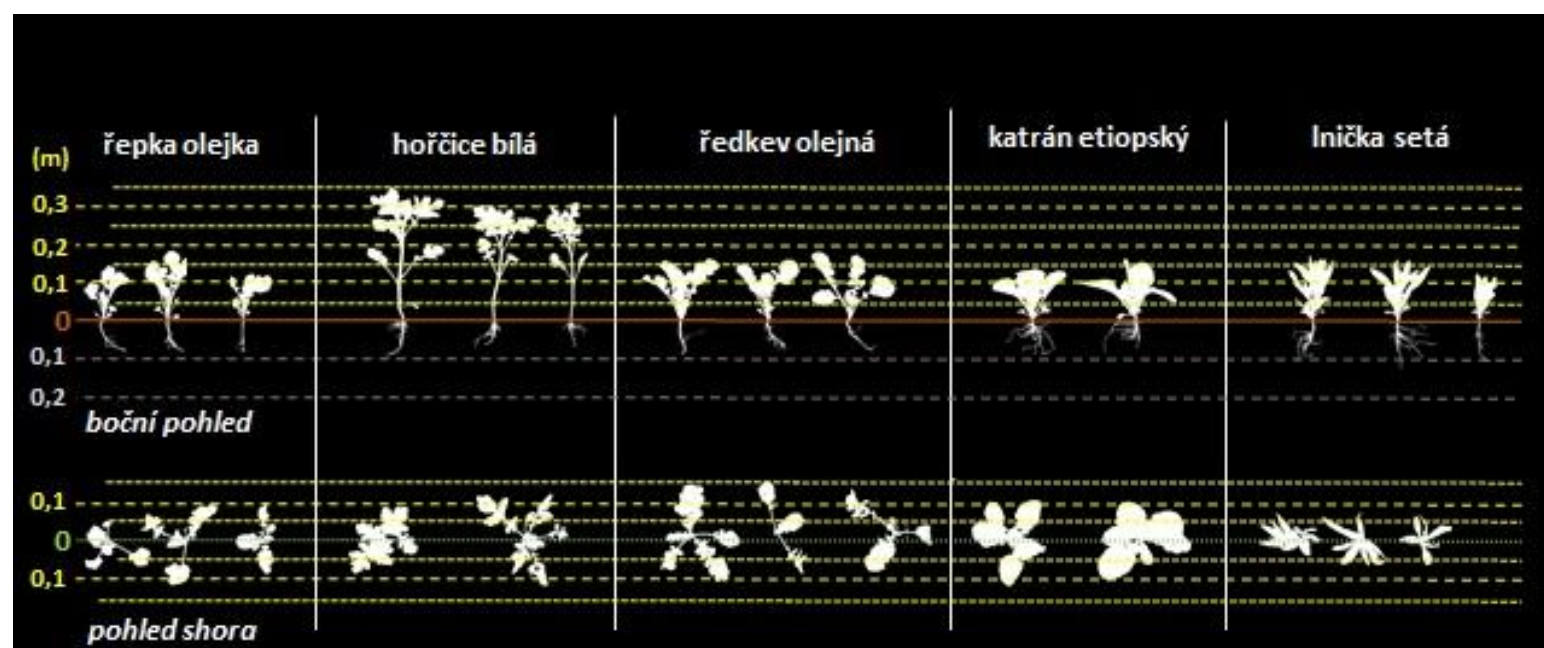 řepka olejka
hořčice bílá
ředkev olejná
katrán etiopský
lnička setá
(m)
0,3
0,2
0,1
0
0,1
0,2
boční pohled
0,1
0
0,1
pohled shora